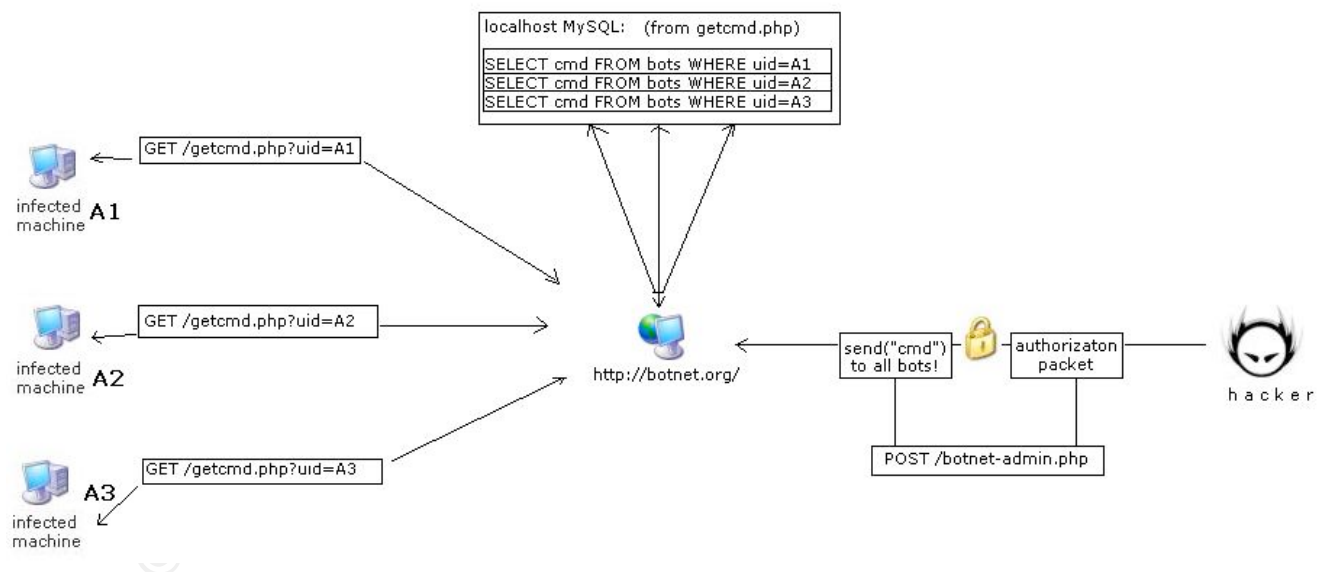 localhost MySQL: (from getcmd.php)
SELECT cmd FROM bots WHERE uid=A1
SELECT cmd FROM bots WHERE uid=A2
SELECT cmd FROM bots WHERE uid=A3
GET /getcmd.php?uid=A1
infected
machine
A1
GET /getcmd.php?uid=A2
infected
machine
A2
GET /getcmd.php?uid=A3
A3
infected
machine
http://botnet.org/
send("cmd")
to all bots!
authorizaton
packet
POST /botnet-admin.php
hacker